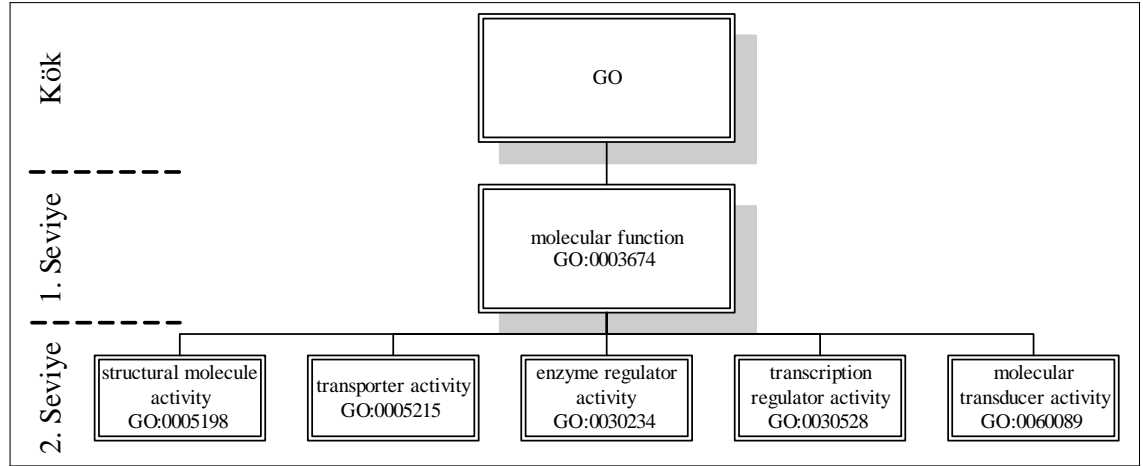 Kök
GO
1. Seviye
molecular function
GO:0003674
2. Seviye
structural molecule
activity
GO:0005198
transporter activity
GO:0005215
enzyme regulator
activity
GO:0030234
transcription
regulator activity
GO:0030528
molecular
transducer activity
GO:0060089